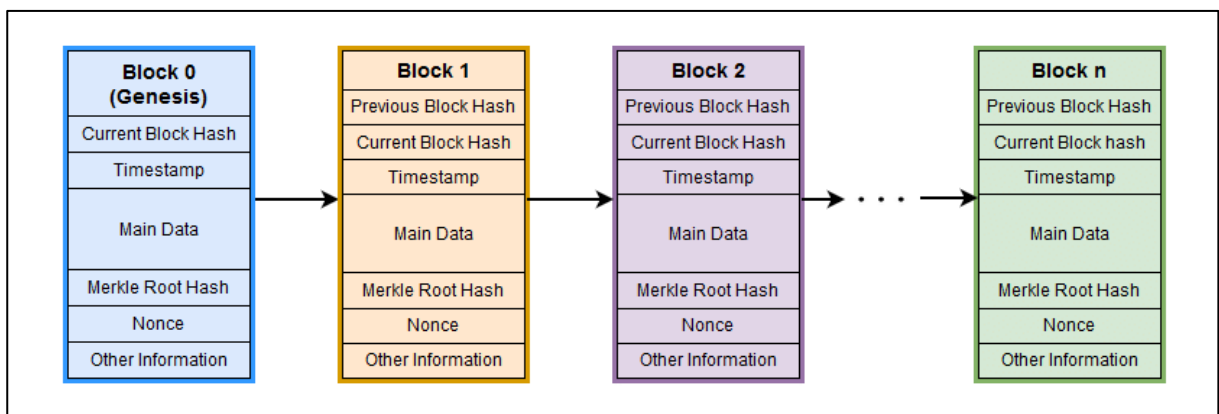 Block 0
(Genesis)
Current Block Hash
Timestamp
Main Data
Merkle Root Hash
Nonce
Other Information
Block 1
Previous Block Hash
Current Block Hash
Timestamp
Main Data
Merkle Root Hash
Nonce
Other Information
Block 2
Previous Block Hash
Current Block Hash
Timestamp
Main Data
Merkle Root Hash
Nonce
Other Information
. . .
Block n
Previous Block Hash
Current Block hash
Timestamp
Main Data
Merkle Root Hash
Nonce
Other Information